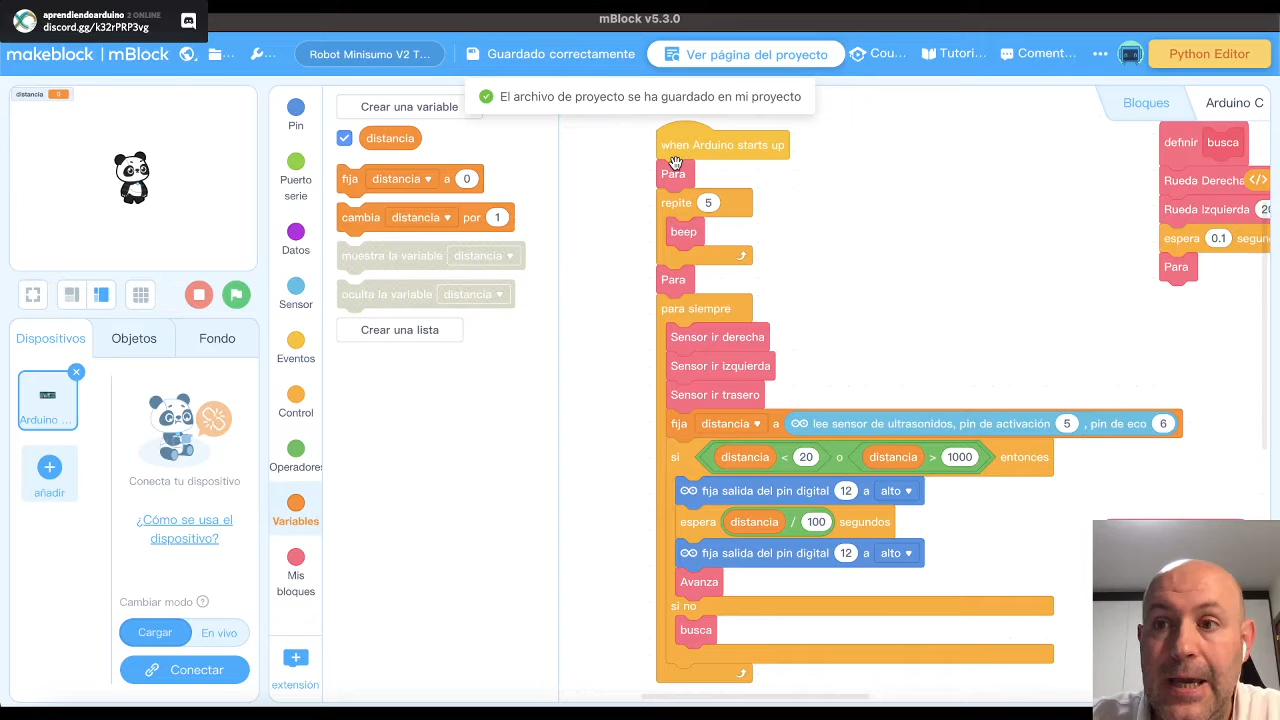 aprendiendoarduino 2 ONLINE
discord.gg/k32rPRP3vg
mBlock v5.3.0
makeblock | mBlock
Robot Minisumo V2 T...
Guardado correctamente
Ver página del proyecto
Cou...
Tutori...
Coment...
Python Editor
El archivo de proyecto se ha guardado en mi proyecto
distancia 0
Dispositivos
Objetos
Fondo
Arduino ...
añadir
Conecta tu dispositivo
¿Cómo se usa el
dispositivo?
Cambiar modo
Cargar
En vivo
Conectar
Pin
Puerto
serie
Datos
Sensor
Eventos
Control
Operadores
Variables
Mis
bloques
extensión
Crear una variable
distancia
fija distancia a 0
cambia distancia por 1
muestra la variable distancia
oculta la variable distancia
Crear una lista
Bloques
Arduino C
when Arduino starts up
Para
repite 5
beep
Para
para siempre
Sensor ir derecha
Sensor ir izquierda
Sensor ir trasero
fija distancia a lee sensor de ultrasonidos, pin de activación 5 , pin de eco 6
si distancia < 20 o distancia > 1000 entonces
fija salida del pin digital 12 a alto
espera distancia / 100 segundos
fija salida del pin digital 12 a alto
Avanza
si no
busca
definir busca
Rueda Derecha
Rueda Izquierda 20
espera 0.1 segun
Para